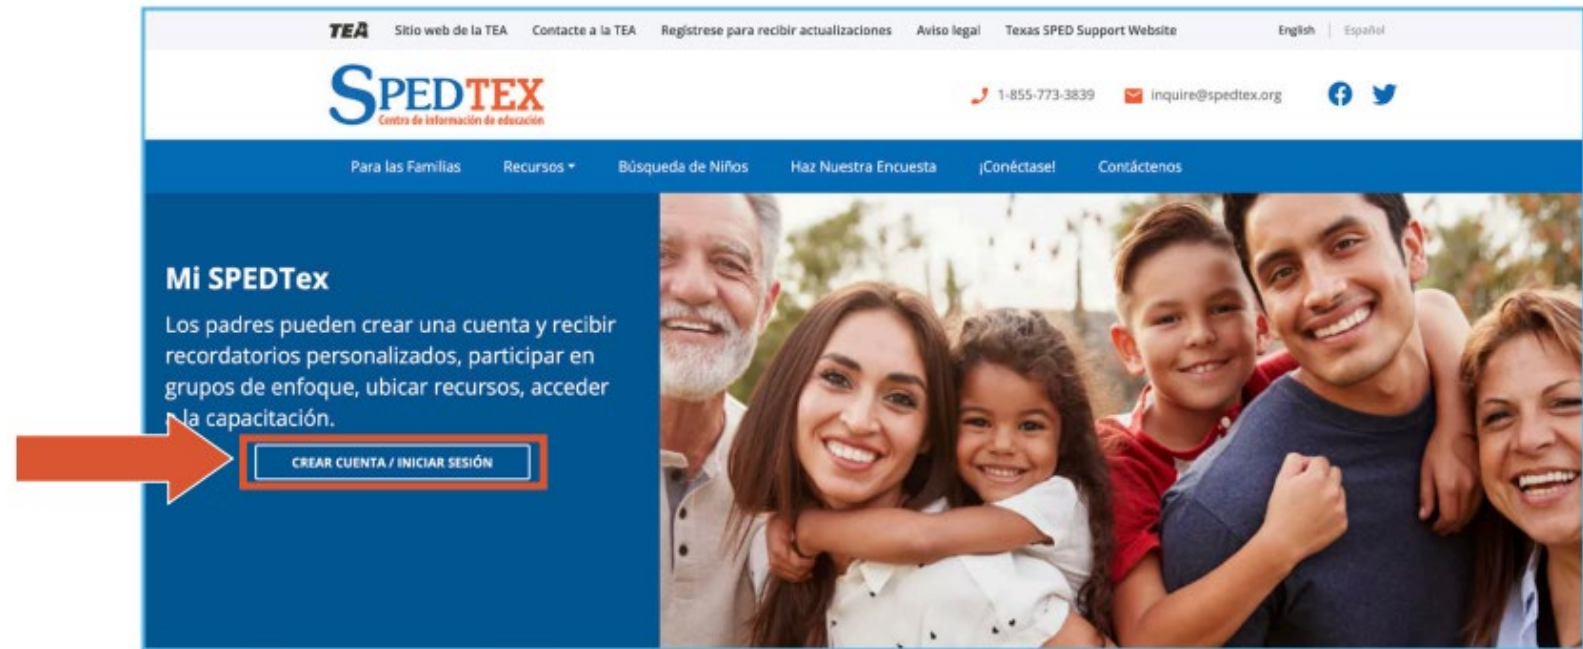 TEA Sitio web de la TEA Contacte a la TEA Regístrese para recibir actualizaciones Aviso legal Texas SPED Support Website English Español
SPEDTEX
Centro de información de educación
1-855-773-3839 inquire@spedtex.org
Para las Familias Recursos Búsqueda de Niños Haz Nuestra Encuesta ¡Conéctase! Contáctenos
Mi SPEDTex
Los padres pueden crear una cuenta y recibir
recordatorios personalizados, participar en
grupos de enfoque, ubicar recursos, acceder
a la capacitación.
CREAR CUENTA / INICIAR SESIÓN